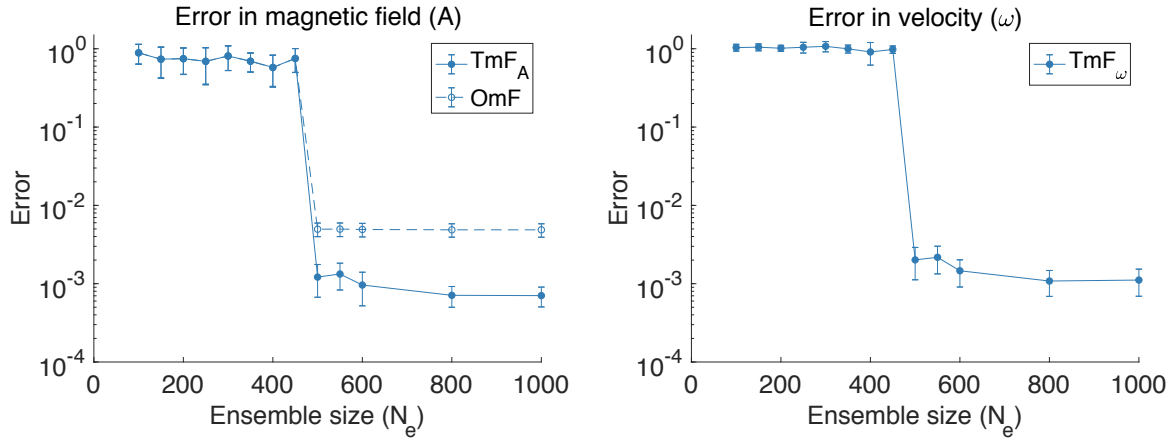 Error in magnetic field (A)
10^0
10^-1
10^-2
10^-3
10^-4
Error
TmF_A
OmF
0 200 400 600 800 1000
Ensemble size (N_e)
Error in velocity (ω)
10^0
10^-1
10^-2
10^-3
10^-4
Error
TmF_ω
0 200 400 600 800 1000
Ensemble size (N_e)